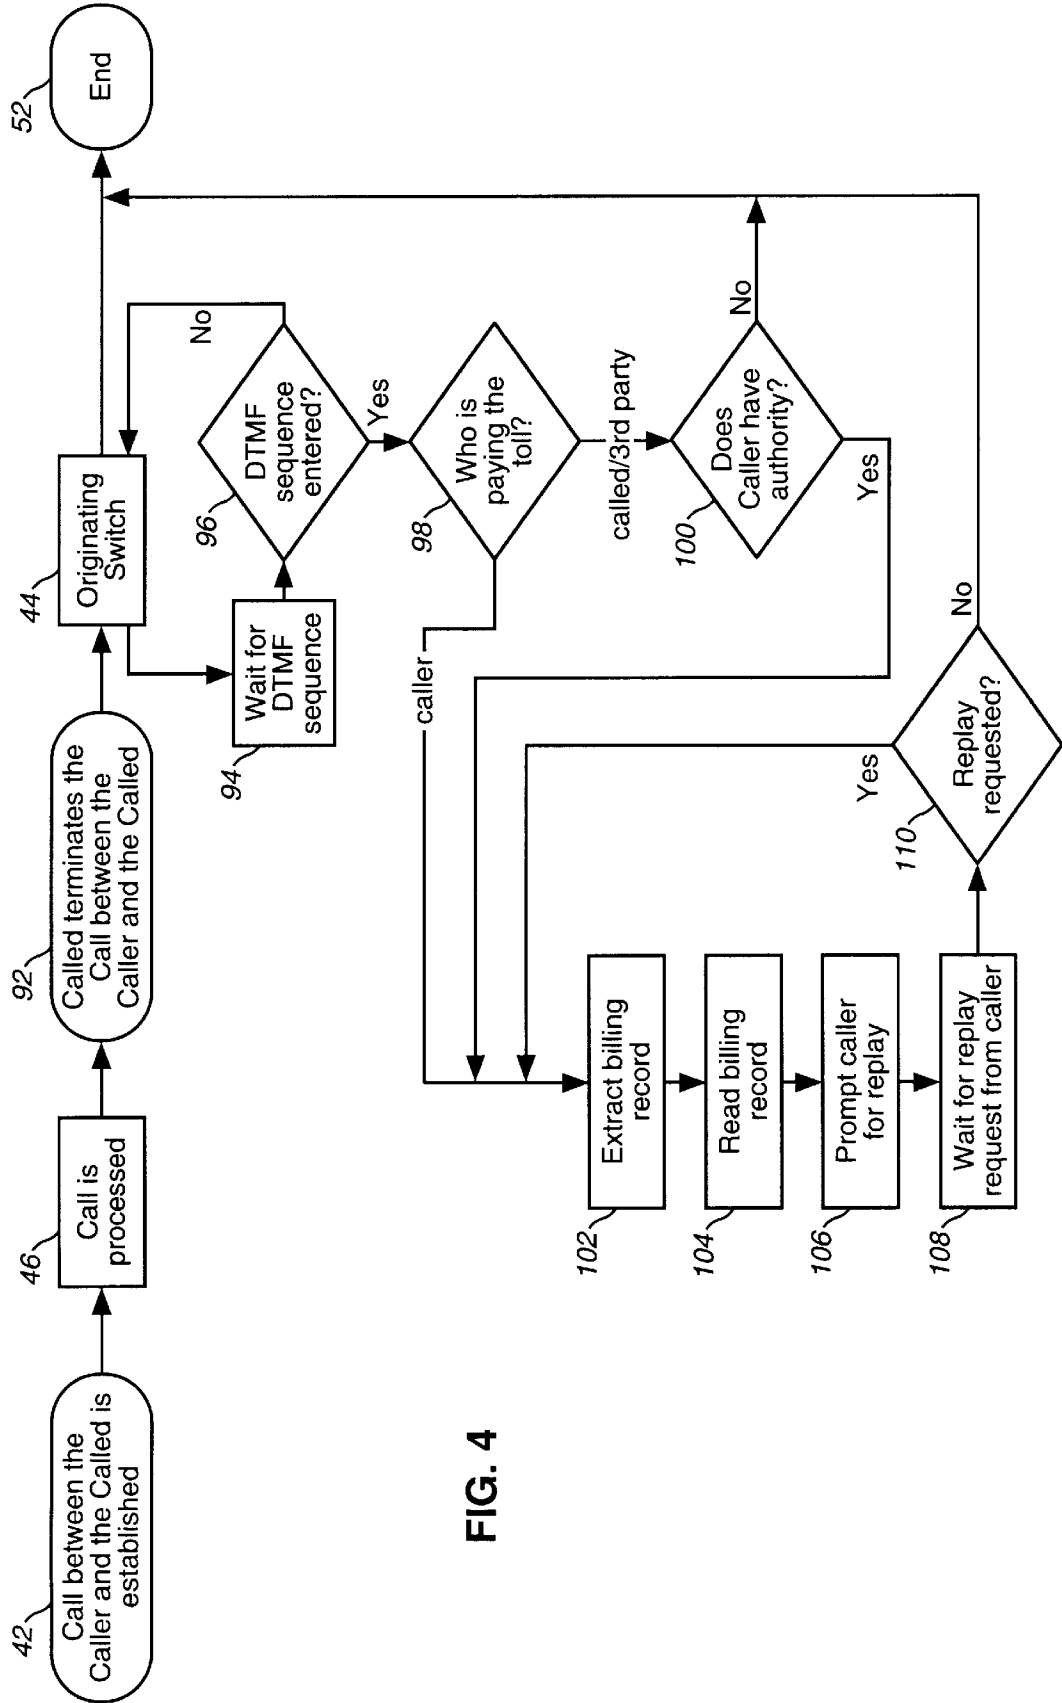 42
Call between the
Caller and the Called is
established
46
Call is
processed
92
Called terminates the
Call between the
Caller and the Called
44
Originating
Switch
52
End
94
Wait for
DTMF
sequence
96
DTMF
sequence
entered?
No
Yes
98
Who is
paying the
toll?
caller
called/3rd party
100
Does
Caller have
authority?
No
Yes
102
Extract billing
record
104
Read billing
record
106
Prompt caller
for replay
108
Wait for replay
request from caller
110
Replay
requested?
Yes
No
FIG. 4